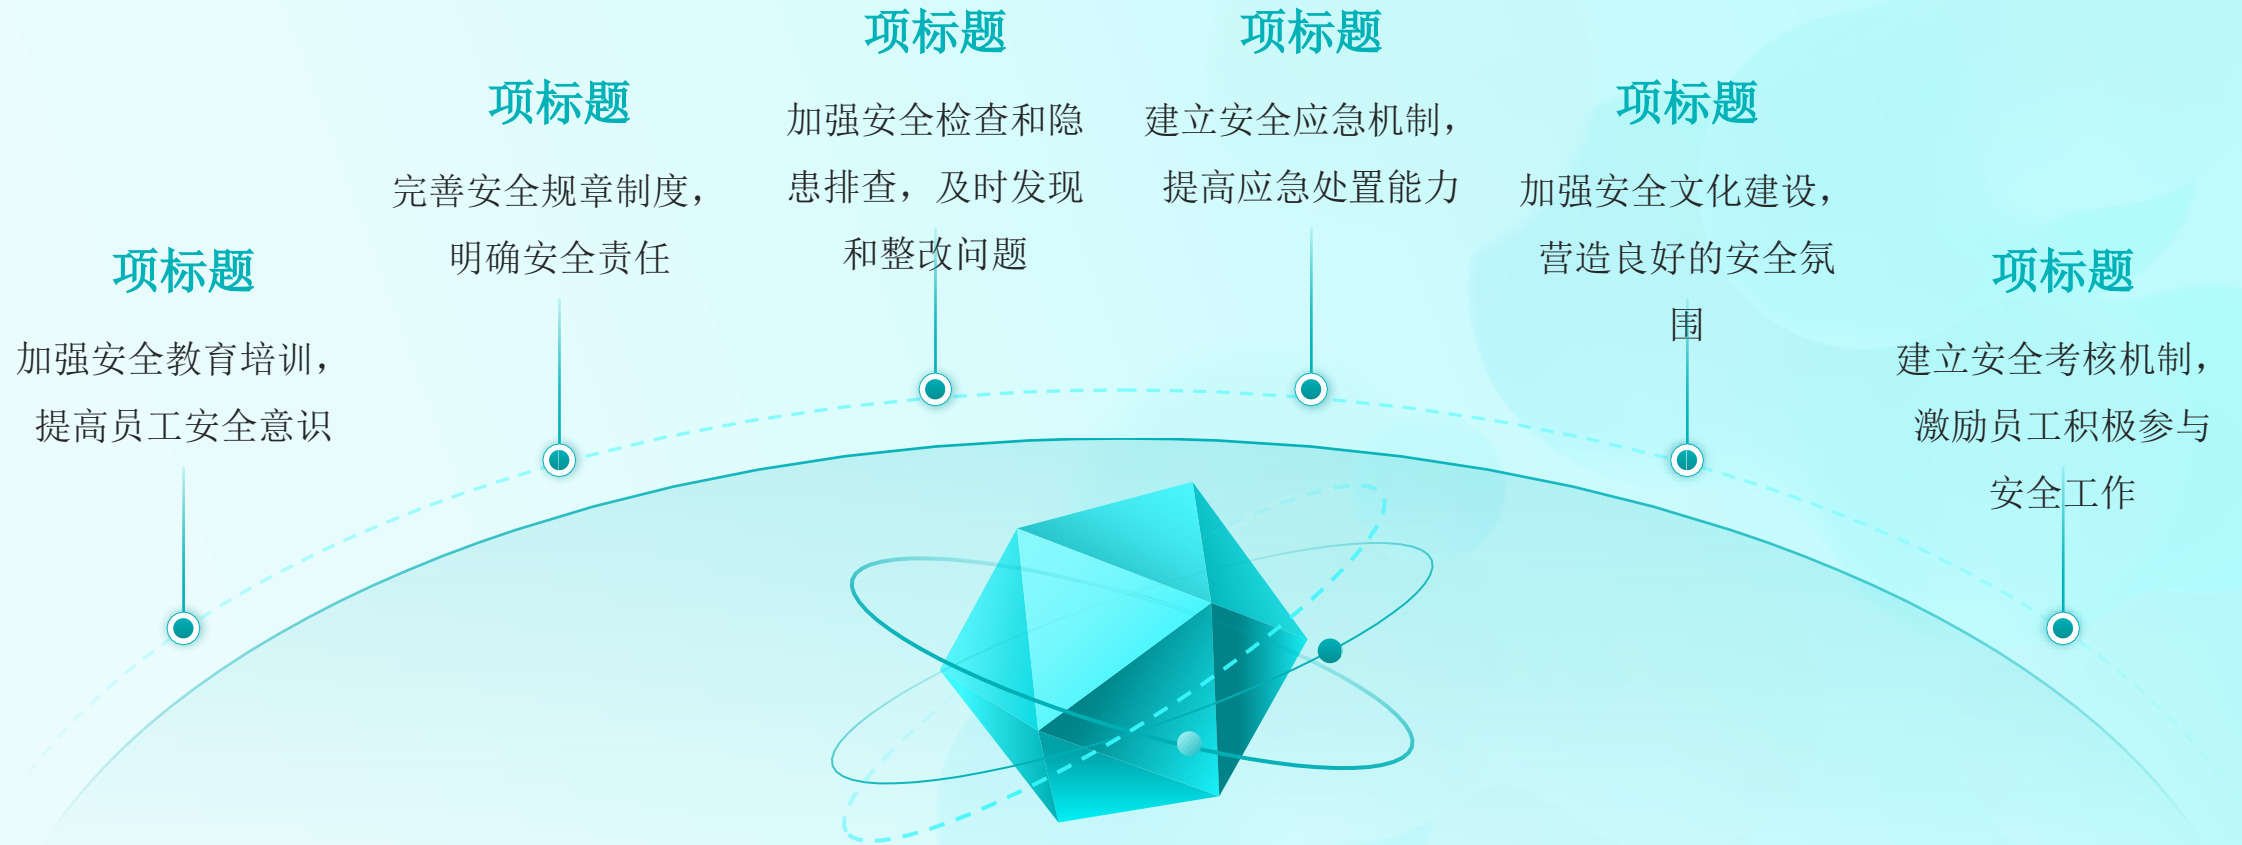 项标题
加强安全教育培训，
提高员工安全意识
项标题
完善安全规章制度，
明确安全责任
项标题
加强安全检查和隐
患排查，及时发现
和整改问题
项标题
建立安全应急机制，
提高应急处置能力
项标题
加强安全文化建设，
营造良好的安全氛
围
项标题
建立安全考核机制，
激励员工积极参与
安全工作